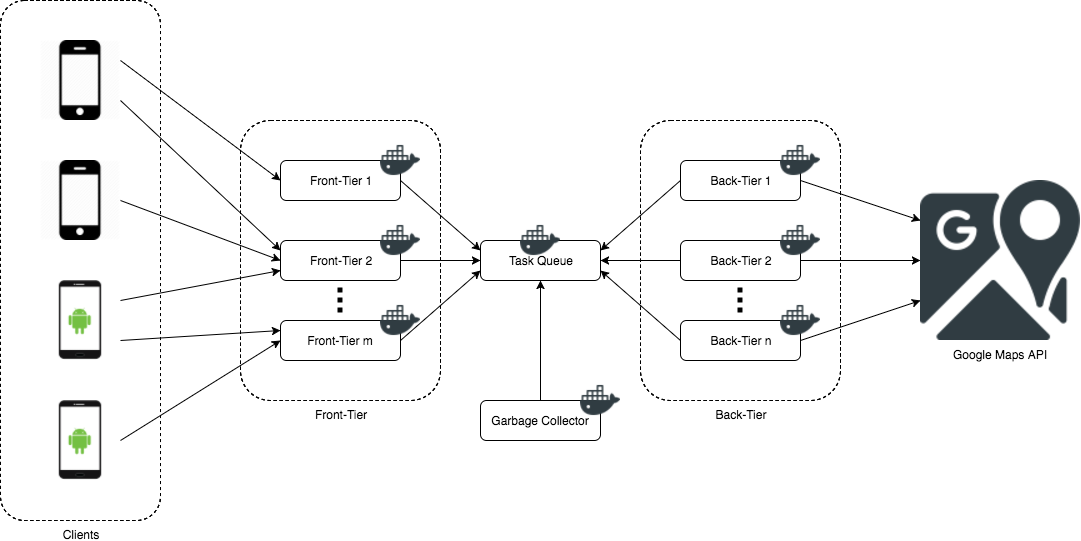 Front-Tier 1
Back-Tier 1
G
Front-Tier 2
Task Queue
Back-Tier 2
Front-Tier m
Back-Tier n
Google Maps API
Front-Tier
Back-Tier
Garbage Collector
Clients